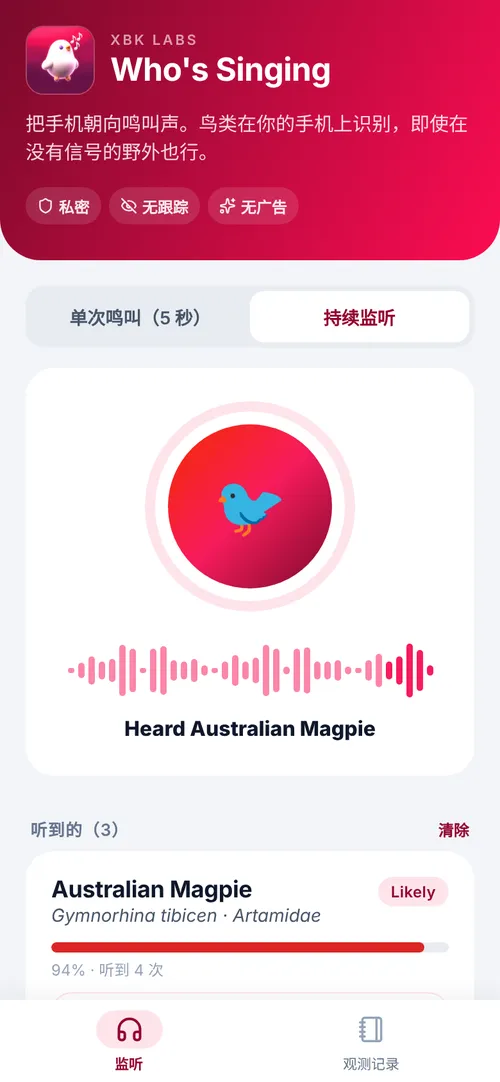 XBK LABS
Who's Singing
把手机朝向鸣叫声。鸟类在你的手机上识别，即使在
没有信号的野外也行。
私密
无跟踪
无广告
单次鸣叫（5 秒）
持续监听
Heard Australian Magpie
听到的（3）
清除
Australian Magpie
Likely
Gymnorhina tibicen · Artamidae
94% · 听到 4 次
监听
观测记录